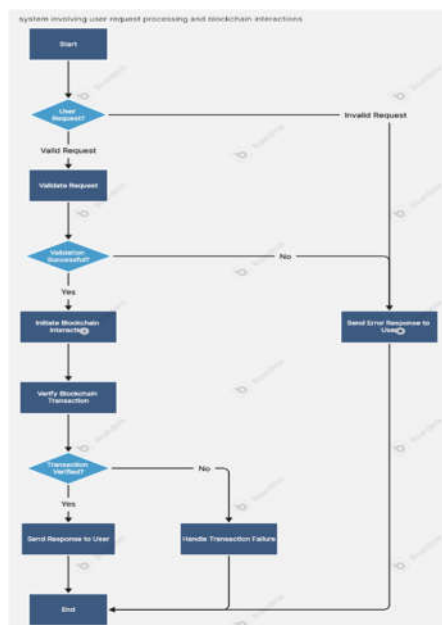 system involving user request processing and blockchain interactions
Start
User
Request?
Invalid Request
Valid Request
Validate Request
Validation
Successful?
No
Yes
Initiate Blockchain
Interaction
Send Error Response to
User
Verify Blockchain
Transaction
Transaction
Verified?
No
Yes
Send Response to User
Handle Transaction Failure
End